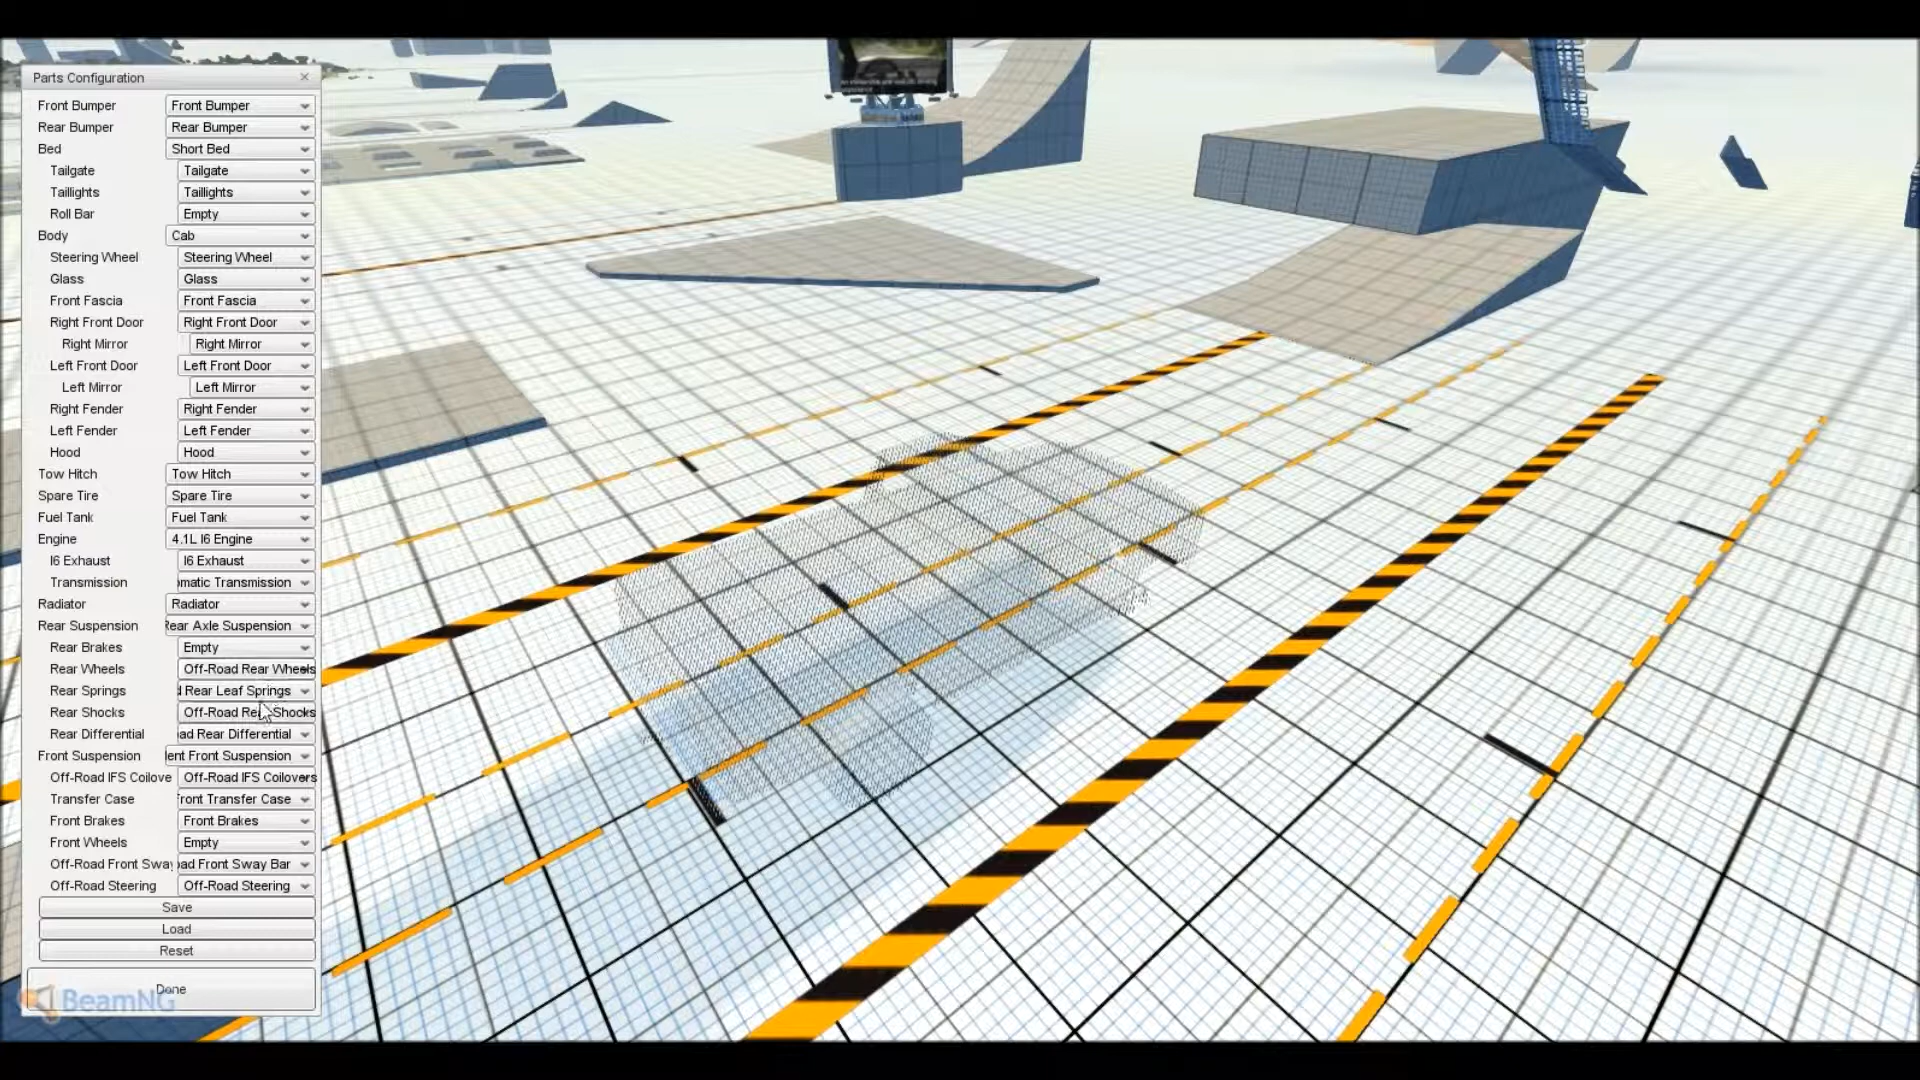 Parts Configuration
Front Bumper Front Bumper
Rear Bumper Rear Bumper
Bed Short Bed
Tailgate Tailgate
Taillights Taillights
Roll Bar Empty
Body Cab
Steering Wheel Steering Wheel
Glass Glass
Front Fascia Front Fascia
Right Front Door Right Front Door
Right Mirror Right Mirror
Left Front Door Left Front Door
Left Mirror Left Mirror
Right Fender Right Fender
Left Fender Left Fender
Hood Hood
Tow Hitch Tow Hitch
Spare Tire Spare Tire
Fuel Tank Fuel Tank
Engine 4.1L I6 Engine
I6 Exhaust I6 Exhaust
Transmission omatic Transmission
Radiator Radiator
Rear Suspension Rear Axle Suspension
Rear Brakes Empty
Rear Wheels Off-Road Rear Wheels
Rear Springs d Rear Leaf Springs
Rear Shocks Off-Road Rear Shocks
Rear Differential oad Rear Differential
Front Suspension ent Front Suspension
Off-Road IFS Coilove Off-Road IFS Coilovers
Transfer Case Front Transfer Case
Front Brakes Front Brakes
Front Wheels Empty
Off-Road Front Sway oad Front Sway Bar
Off-Road Steering Off-Road Steering
Save
Load
Reset
Done
BeamNG